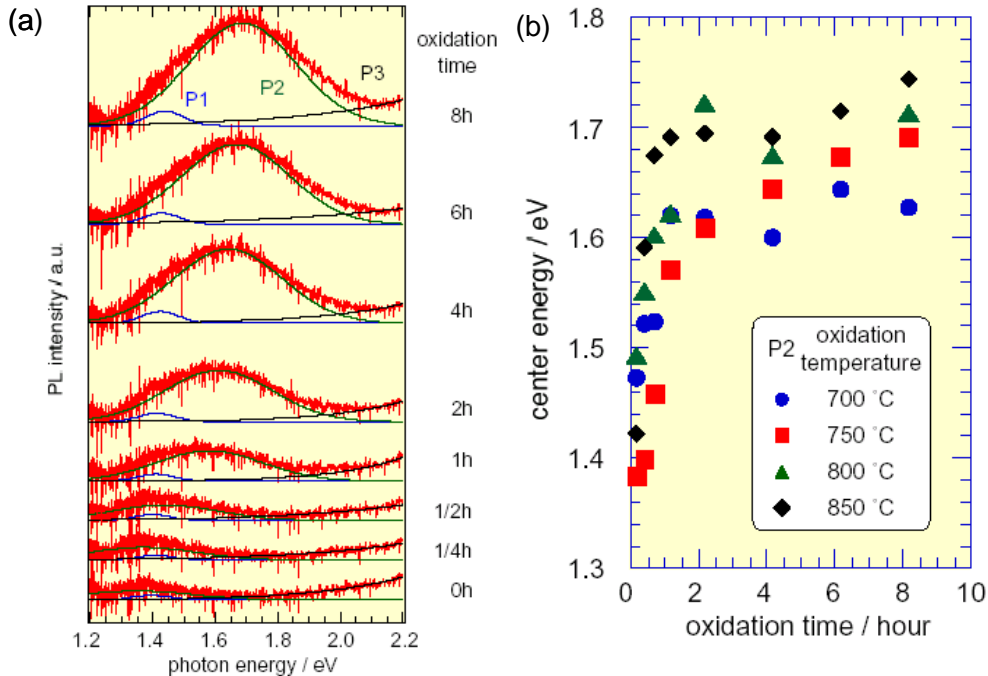 (a)
oxidation
time
P1
P2
P3
8h
6h
4h
2h
1h
1/2h
1/4h
0h
PL intensity / a.u.
1.2 1.4 1.6 1.8 2.0 2.2
photon energy / eV
(b)
1.8
1.7
1.6
1.5
1.4
1.3
center energy / eV
P2 oxidation
temperature
700 °C
750 °C
800 °C
850 °C
0 2 4 6 8 10
oxidation time / hour